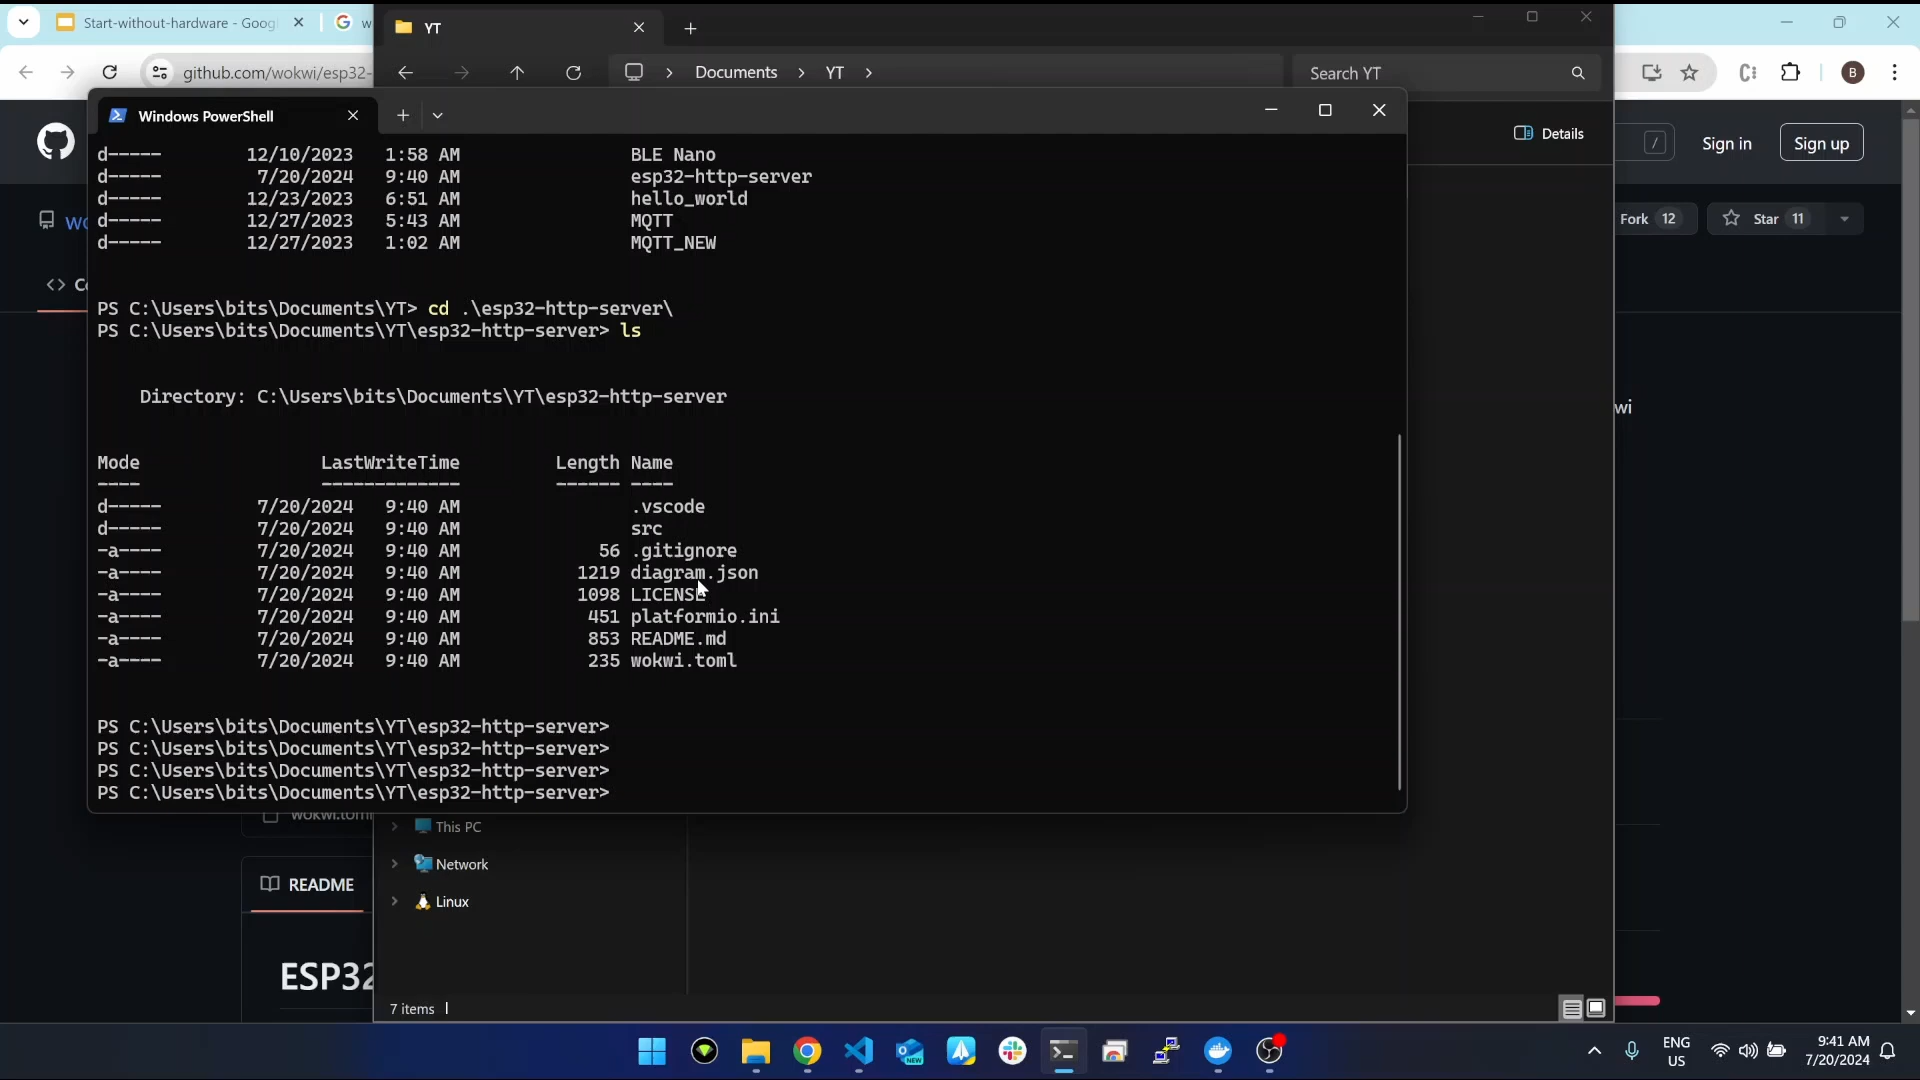 Start-without-hardware - Goog
YT
github.com/wokwi/esp32-
Documents
YT
Search YT
B
Windows PowerShell
Details
Sign in
Sign up
d----- 12/10/2023 1:58 AM BLE Nano
d----- 7/20/2024 9:40 AM esp32-http-server
d----- 12/23/2023 6:51 AM hello_world
d----- 12/27/2023 5:43 AM MQTT
d----- 12/27/2023 1:02 AM MQTT_NEW
Fork 12
Star 11
PS C:\Users\bits\Documents\YT> cd .\esp32-http-server\
PS C:\Users\bits\Documents\YT\esp32-http-server> ls
Directory: C:\Users\bits\Documents\YT\esp32-http-server
wi
Mode LastWriteTime Length Name
---- ------------- ------ ----
d----- 7/20/2024 9:40 AM .vscode
d----- 7/20/2024 9:40 AM src
-a---- 7/20/2024 9:40 AM 56 .gitignore
-a---- 7/20/2024 9:40 AM 1219 diagram.json
-a---- 7/20/2024 9:40 AM 1098 LICENSE
-a---- 7/20/2024 9:40 AM 451 platformio.ini
-a---- 7/20/2024 9:40 AM 853 README.md
-a---- 7/20/2024 9:40 AM 235 wokwi.toml
PS C:\Users\bits\Documents\YT\esp32-http-server>
PS C:\Users\bits\Documents\YT\esp32-http-server>
PS C:\Users\bits\Documents\YT\esp32-http-server>
PS C:\Users\bits\Documents\YT\esp32-http-server>
wokwi.toml
This PC
Network
Linux
README
ESP32
7 items
ENG
US
9:41 AM
7/20/2024